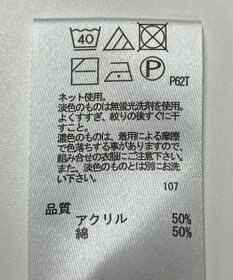 40
P P62T
ネット使用。
淡色のものは無蛍光洗剤を使用。
よくすすぎ、絞りの後すぐに干
すこと。
濃色のものは、着用による摩擦
で色落ちする事がありますので、
組み合せの衣服にご注意下さい。
また、淡色のものとは別にお洗
い下さい。
107
品質
アクリル 50%
綿 50%